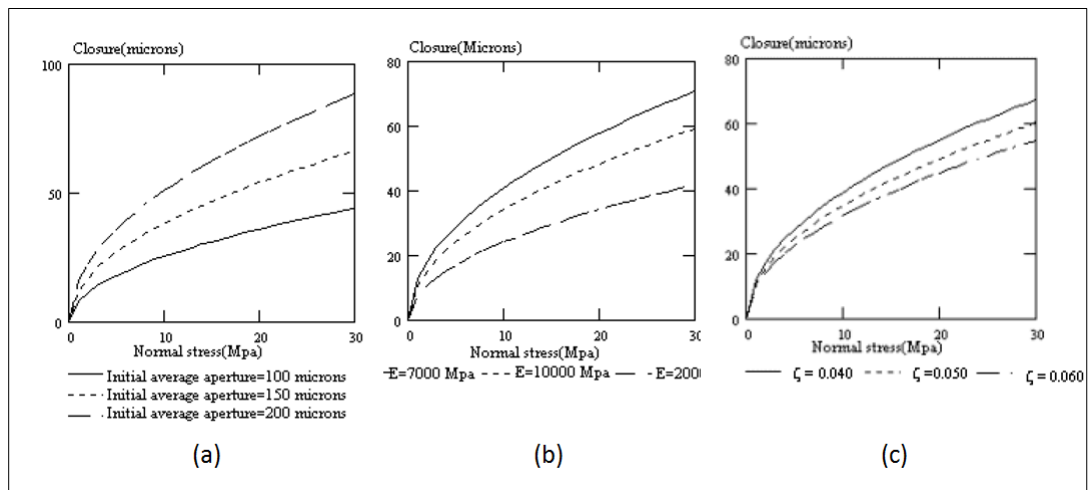 Closure(microns)
100
50
0
0
10
20
30
Normal stress(Mpa)
Initial average aperture=100 microns
Initial average aperture=150 microns
Initial average aperture=200 microns
(a)
Closure(Microns)
80
60
40
20
0
0
10
20
30
Normal stress(Mpa)
E=7000 Mpa
E=10000 Mpa
(b)
Closure(microns)
80
60
40
20
0
0
10
20
30
Normal stress(Mpa)
ζ = 0.040
ζ =0.050
ζ =0.060
(c)